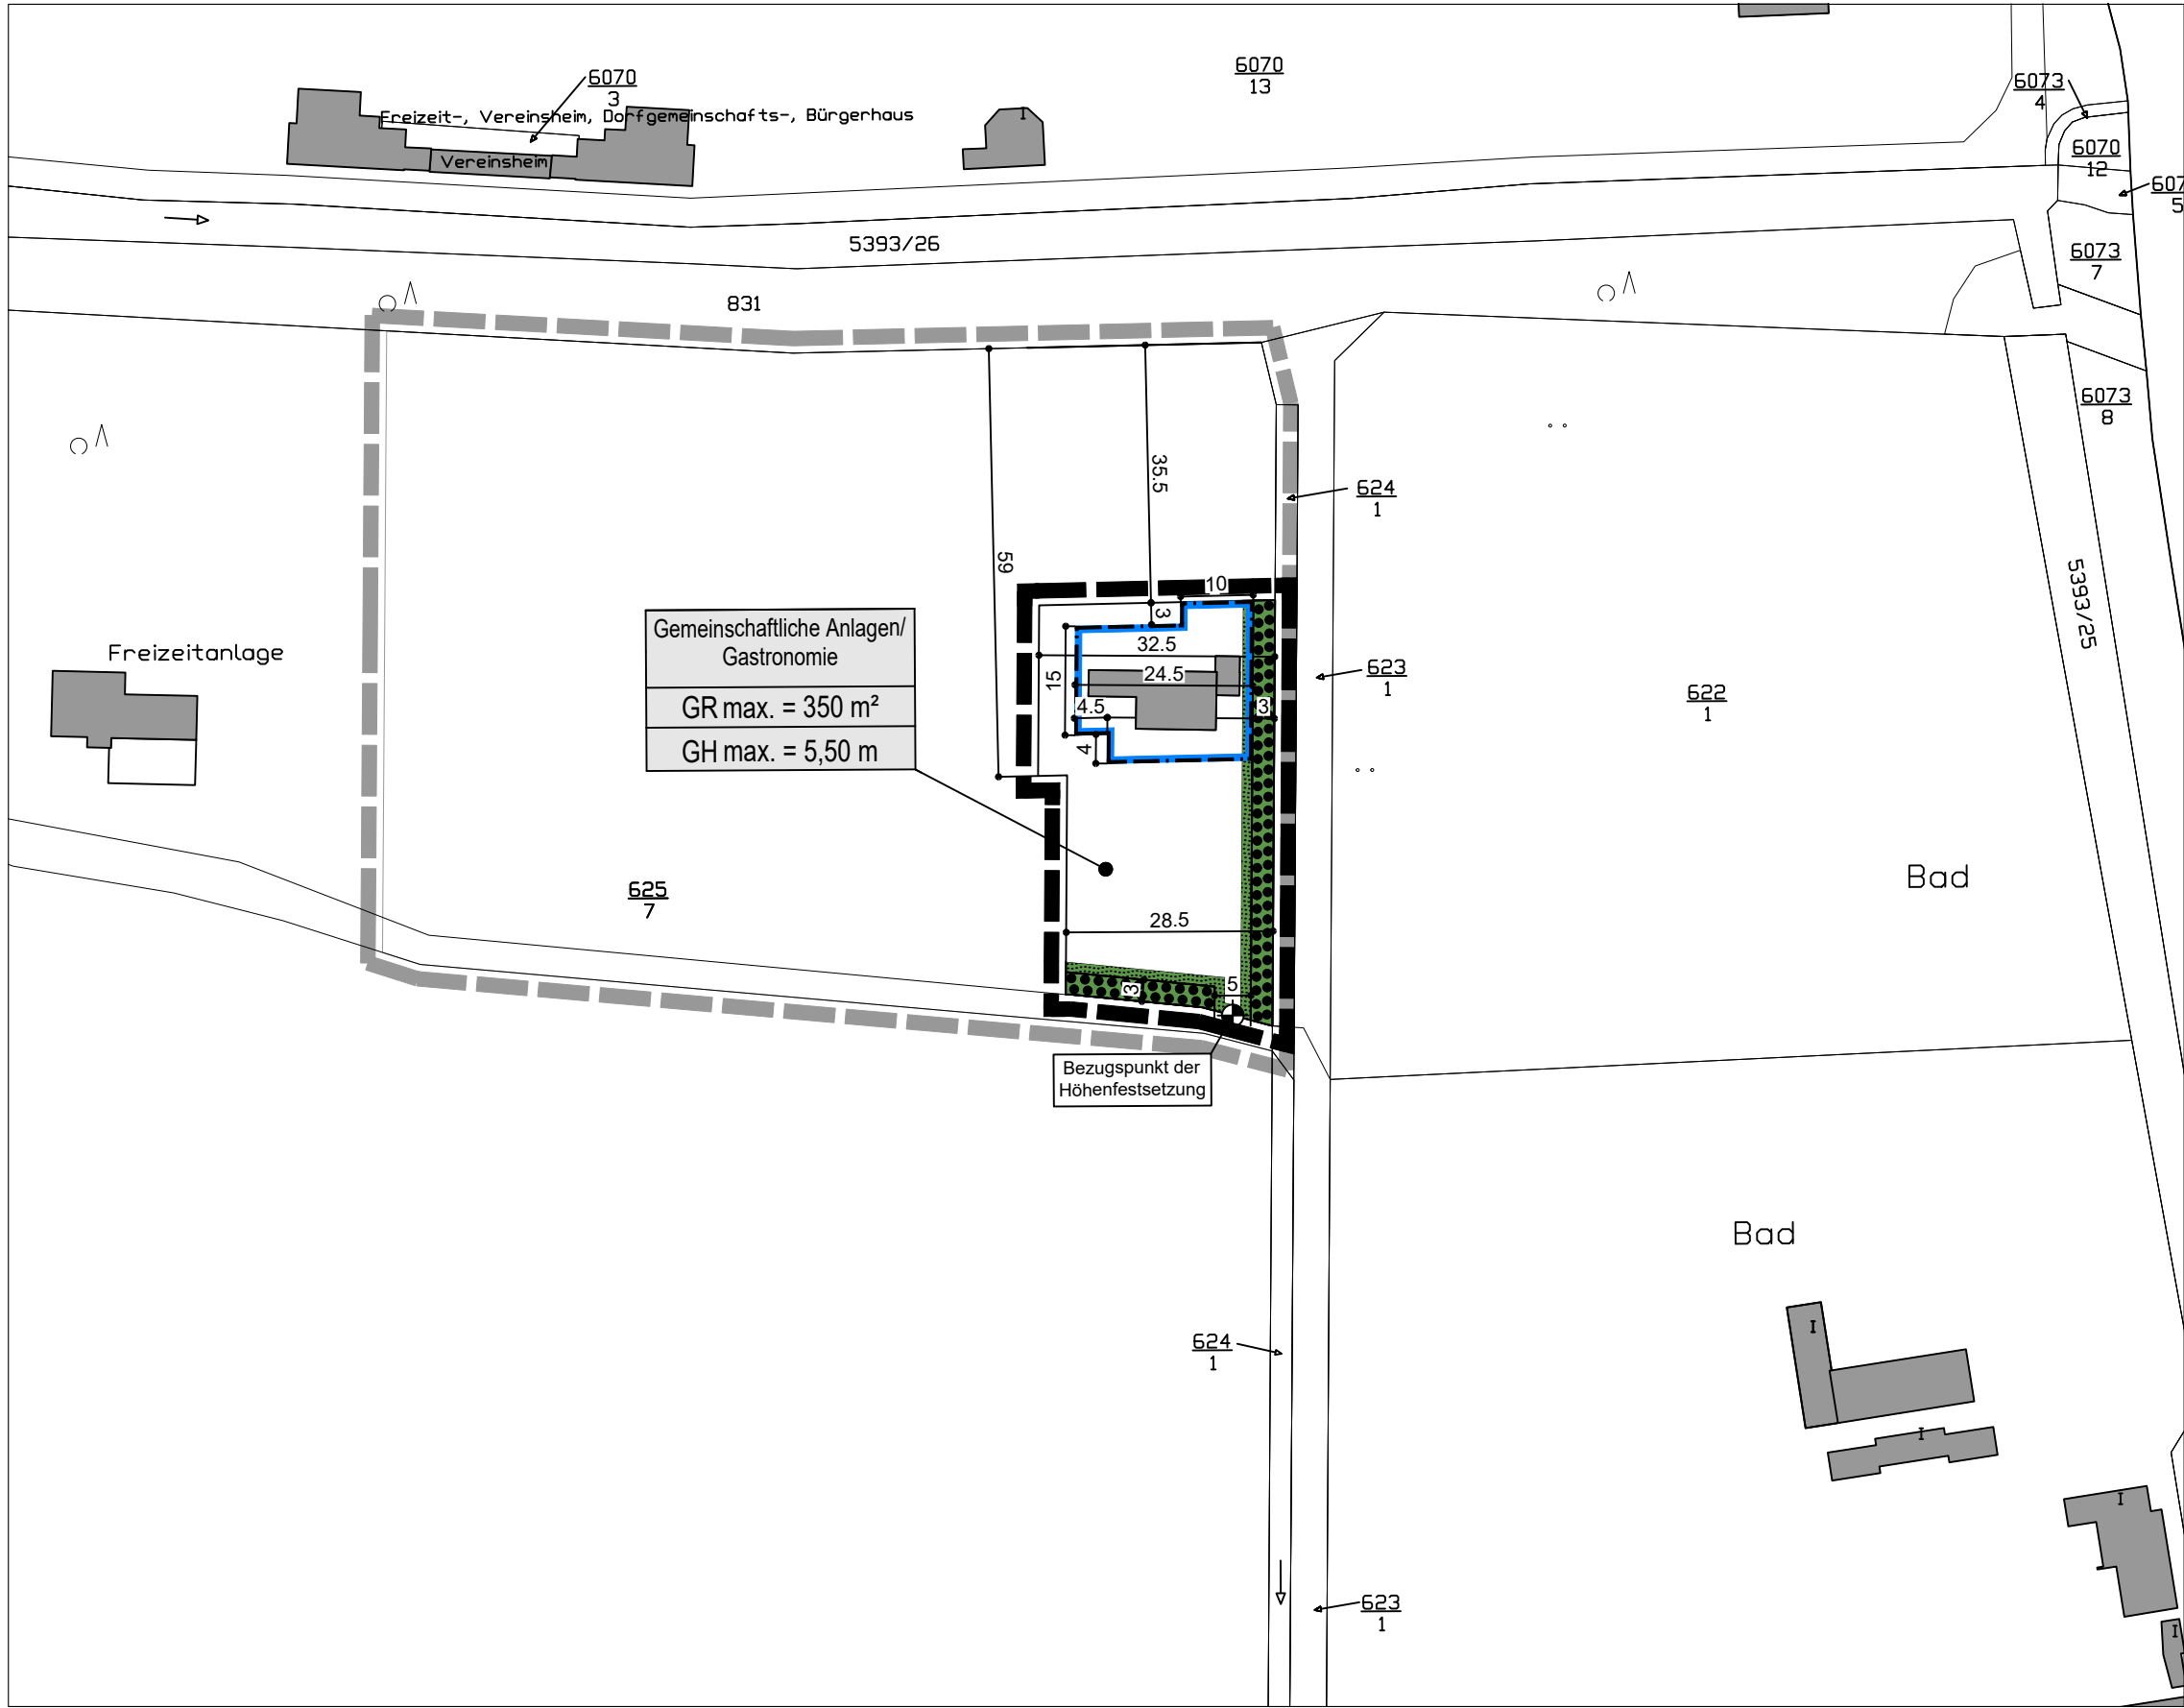 6070
3
6070
13
6073
4
Freizeit-, Vereinsheim, Dorfgemeinschafts-, Bürgerhaus
I
Vereinsheim
6070
12
5
5393/26
6073
7
831
6073
8
35.5
624
1
59
5393/25
10
3
Gemeinschaftliche Anlagen/
Gastronomie
GR max. = 350 m²
GH max. = 5,50 m
Freizeitanlage
32.5
24.5
15
4.5
3
4
623
1
622
1
Bad
625
7
28.5
5
3
Bezugspunkt der
Höhenfestsetzung
Bad
624
1
I
I
I
623
1
I